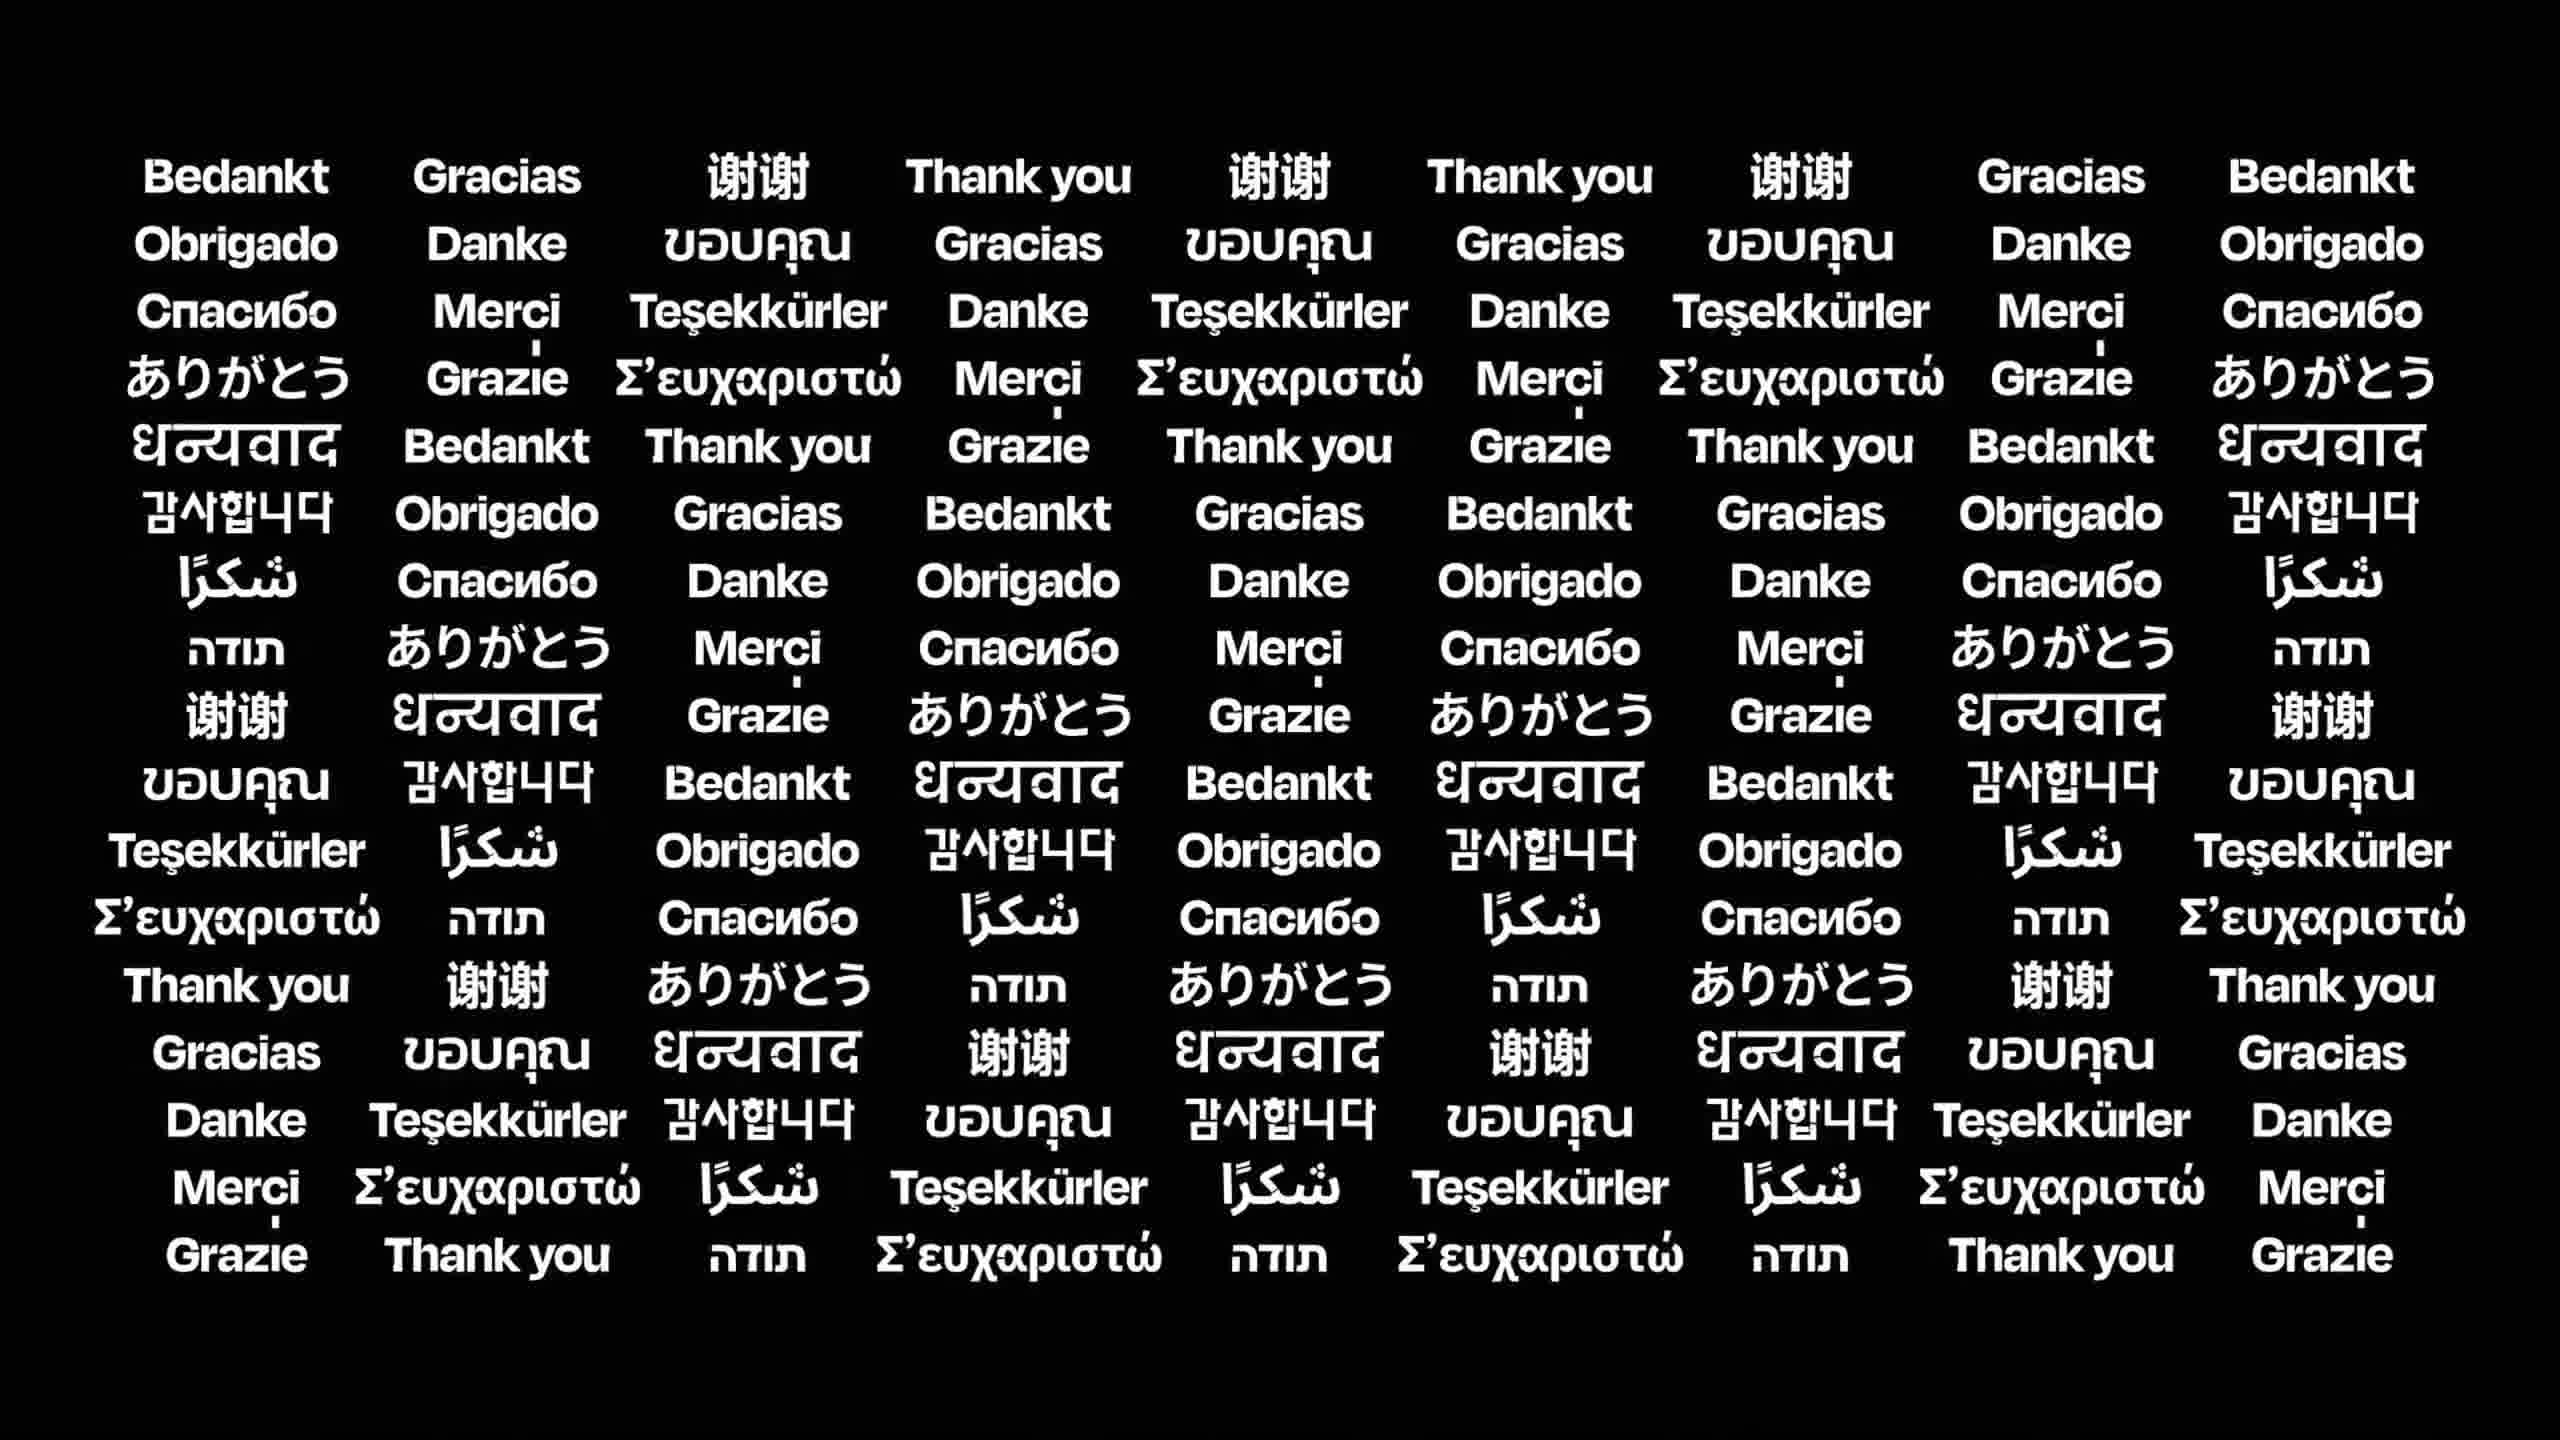 Bedankt Gracias 谢谢 Thank you 谢谢 Thank you 谢谢 Gracias Bedankt
Obrigado Danke ขอบคุณ Gracias ขอบคุณ Gracias ขอบคุณ Danke Obrigado
Спасибо Merci Teşekkürler Danke Teşekkürler Danke Teşekkürler Merci Спасибо
ありがとう Grazie Σ’ευχαριστώ Merci Σ’ευχαριστώ Merci Σ’ευχαριστώ Grazie ありがとう
धन्यवाद Bedankt Thank you Grazie Thank you Grazie Thank you Bedankt धन्यवाद
감사합니다 Obrigado Gracias Bedankt Gracias Bedankt Gracias Obrigado 감사합니다
شكرًا Спасибо Danke Obrigado Danke Obrigado Danke Спасибо شكرًا
תודה ありがとう Merci Спасибо Merci Спасибо Merci ありがとう תודה
谢谢 धन्यवाद Grazie ありがとう Grazie ありがとう Grazie धन्यवाद 谢谢
ขอบคุณ 감사합니다 Bedankt धन्यवाद Bedankt धन्यवाद Bedankt 감사합니다 ขอบคุณ
Teşekkürler شكرًا Obrigado 감사합니다 Obrigado 감사합니다 Obrigado شكرًا Teşekkürler
Σ’ευχαριστώ תודה Спасибо شكرًا Спасибо شكرًا Спасибо תודה Σ’ευχαριστώ
Thank you 谢谢 ありがとう תודה ありがとう תודה ありがとう 谢谢 Thank you
Gracias ขอบคุณ धन्यवाद 谢谢 धन्यवाद 谢谢 धन्यवाद ขอบคุณ Gracias
Danke Teşekkürler 감사합니다 ขอบคุณ 감사합니다 ขอบคุณ 감사합니다 Teşekkürler Danke
Merci Σ’ευχαριστώ شكرًا Teşekkürler شكرًا Teşekkürler شكرًا Σ’ευχαριστώ Merci
Grazie Thank you תודה Σ’ευχαριστώ תודה Σ’ευχαριστώ תודה Thank you Grazie